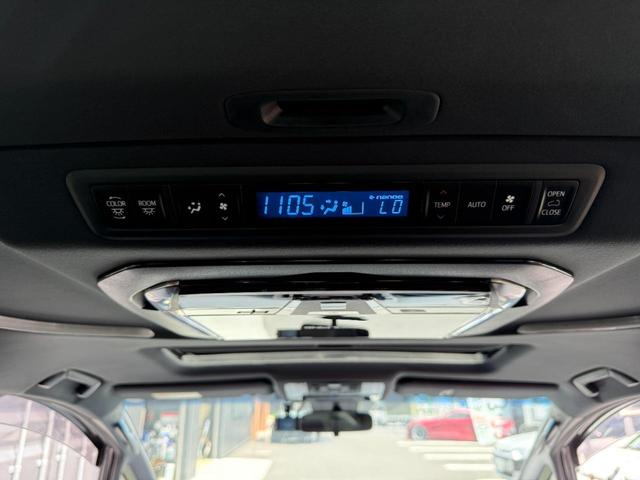 COLOR
ROOM
1105
LO
nanoe
TEMP
AUTO
OFF
OPEN
CLOSE